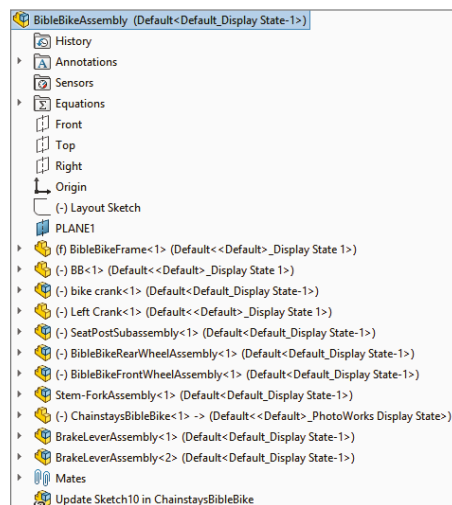 BibleBikeAssembly (Default<Default_Display State-1>)
History
Annotations
Sensors
Equations
Front
Top
Right
Origin
(-) Layout Sketch
PLANE1
(f) BibleBikeFrame<1> (Default<<Default>_Display State 1>)
(-) BB<1> (Default<<Default>_Display State 1>)
(-) bike crank<1> (Default<Default_Display State-1>)
(-) Left Crank<1> (Default<<Default>_Display State 1>)
(-) SeatPostSubassembly<1> (Default<Default_Display State-1>)
(-) BibleBikeRearWheelAssembly<1> (Default<Default_Display State-1>)
(-) BibleBikeFrontWheelAssembly<1> (Default<Default_Display State-1>)
Stem-ForkAssembly<1> (Default<Default_Display State-1>)
(-) ChainstaysBibleBike<1> -> (Default<<Default>_PhotoWorks Display State>)
BrakeLeverAssembly<1> (Default<Default_Display State-1>)
BrakeLeverAssembly<2> (Default<Default_Display State-1>)
Mates
Update Sketch10 in ChainstaysBibleBike